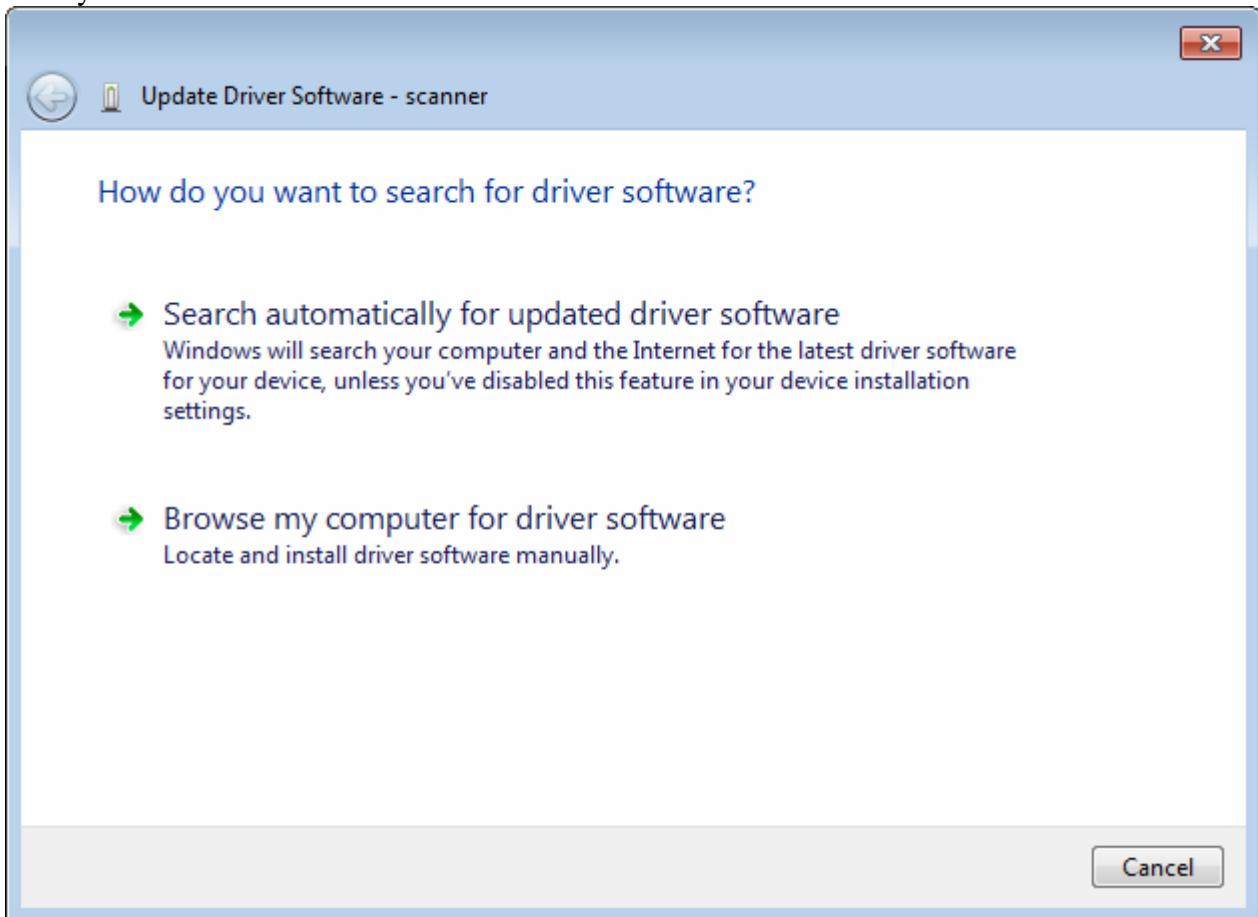 Update Driver Software - scanner
How do you want to search for driver software?
Search automatically for updated driver software
Windows will search your computer and the Internet for the latest driver software
for your device, unless you've disabled this feature in your device installation
settings.
Browse my computer for driver software
Locate and install driver software manually.
Cancel